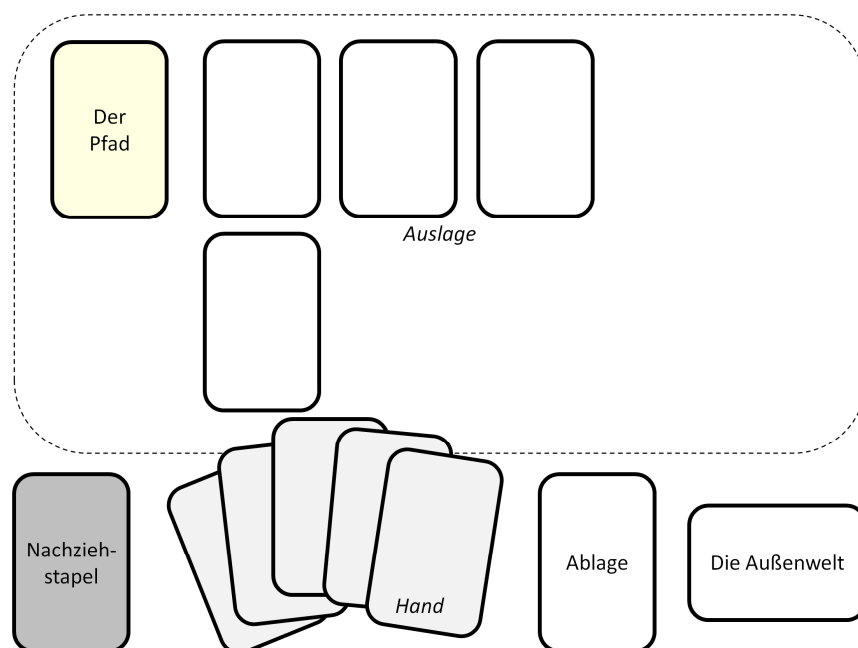 Der
Pfad
Auslage
Nachzieh-
stapel
Hand
Ablage
Die Außenwelt